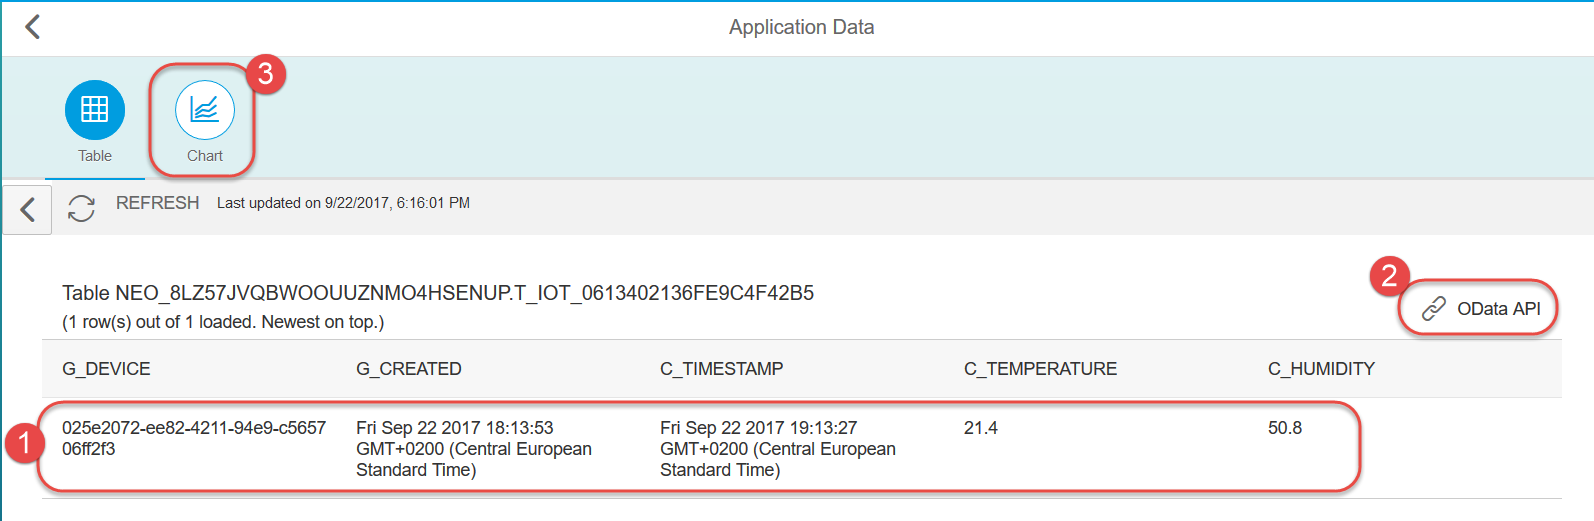 Application Data
3
Table
Chart
REFRESH Last updated on 9/22/2017, 6:16:01 PM
2
Table NEO_8LZ57JVQBWOOUUZNMO4HSENUP.T_IOT_0613402136FE9C4F42B5
OData API
(1 row(s) out of 1 loaded. Newest on top.)
G_DEVICE G_CREATED C_TIMESTAMP C_TEMPERATURE C_HUMIDITY
1
025e2072-ee82-4211-94e9-c5657 Fri Sep 22 2017 18:13:53 Fri Sep 22 2017 19:13:27 21.4 50.8
06ff2f3 GMT+0200 (Central European GMT+0200 (Central European
Standard Time) Standard Time)